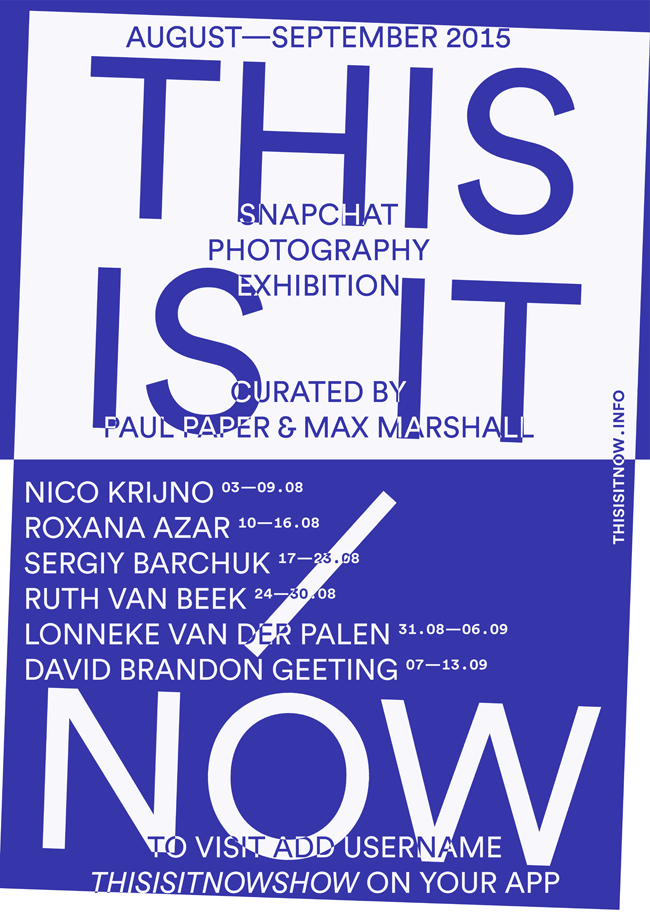 AUGUST—SEPTEMBER 2015
THIS
SNAPCHAT
PHOTOGRAPHY
EXHIBITION
IS IT
CURATED BY
PAUL PAPER & MAX MARSHALL
THISISITNOW.INFO
NICO KRIJNO 03—09.08
ROXANA AZAR 10—16.08
SERGIY BARCHUK 17—23.08
RUTH VAN BEEK 24—30.08
LONNEKE VAN DER PALEN 31.08—06.09
DAVID BRANDON GEETING 07—13.09
/
NOW
TO VISIT ADD USERNAME
THISISITNOWSHOW ON YOUR APP